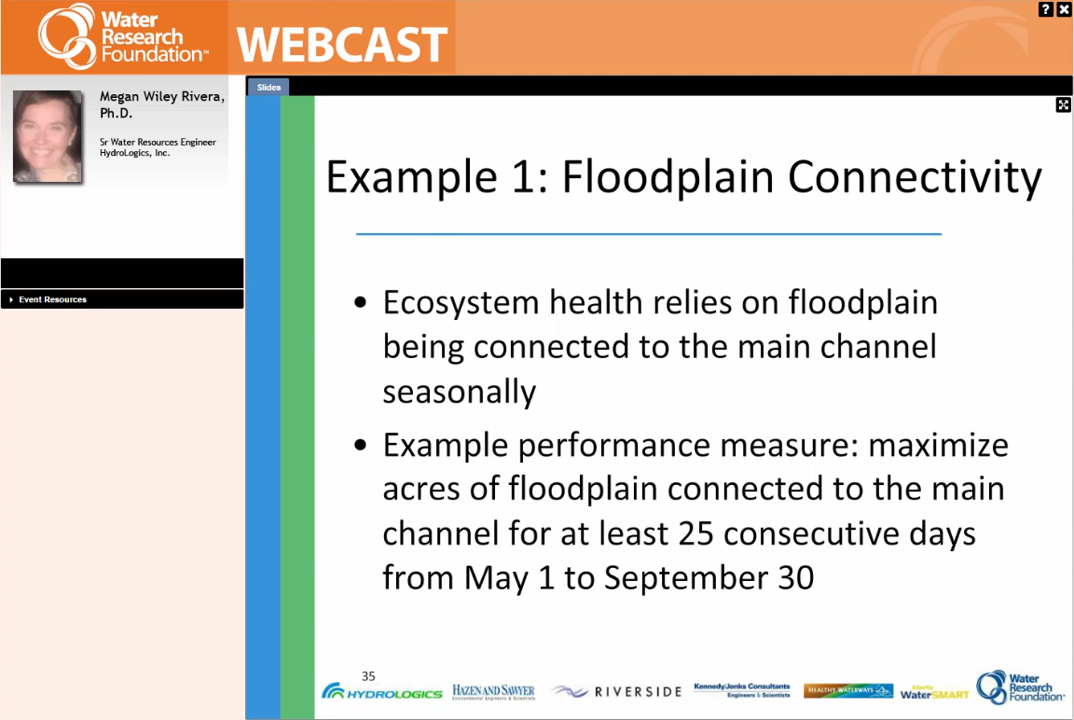 Water
Research
Foundation
WEBCAST
Megan Wiley Rivera,
Ph.D.
Sr Water Resources Engineer
HydroLogics, Inc.
Event Resources
Slides
Example 1: Floodplain Connectivity
• Ecosystem health relies on floodplain
being connected to the main channel
seasonally
• Example performance measure: maximize
acres of floodplain connected to the main
channel for at least 25 consecutive days
from May 1 to September 30
35
HYDROLOGICS
HAZEN AND SAWYER
Environmental Engineers & Scientists
RIVERSIDE
Kennedy/Jenks Consultants
Engineers & Scientists
HEALTHY WATERWAYS
Alberta
WaterSMART
Water
Research
Foundation